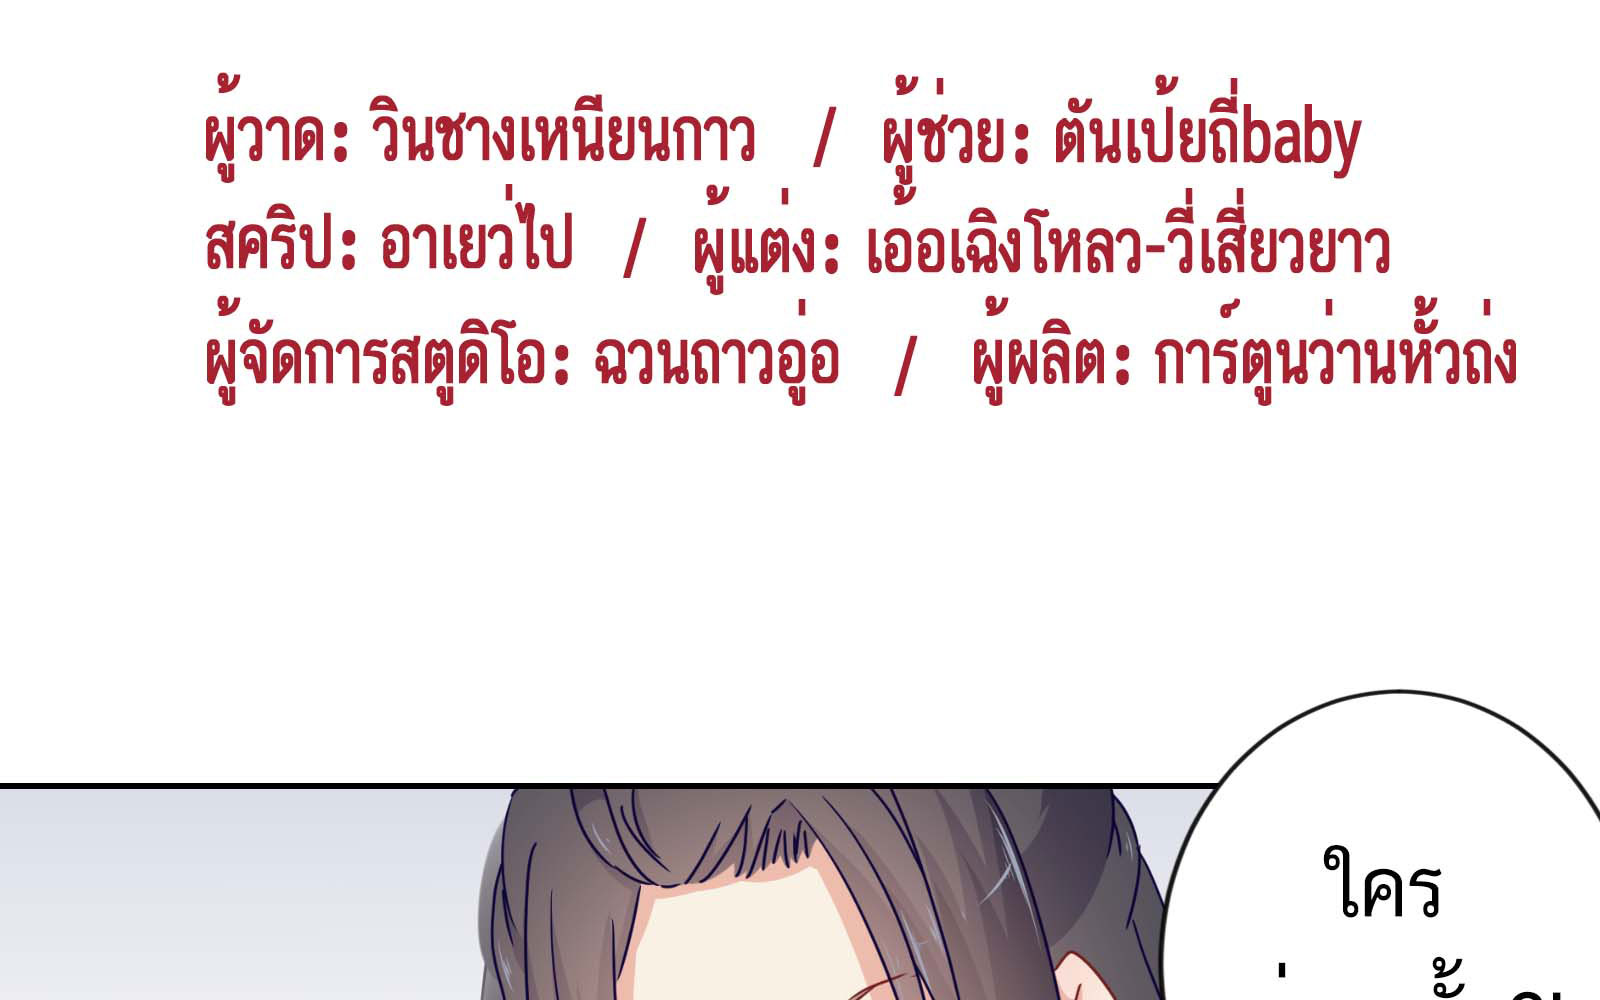 ผู้วาด: วินชางเหนียนกาว / ผู้ช่วย: ตันเป้ยถี่baby
สคริป: อาเยว่ไป / ผู้แต่ง: เอ้อเฉิงโหลว-วี่เสี่ยวยาว
ผู้จัดการสตูดิโอ: ฉวนถาวอู่อ / ผู้ผลิต: การ์ตูนว่านหั้วถ่ง
ใคร